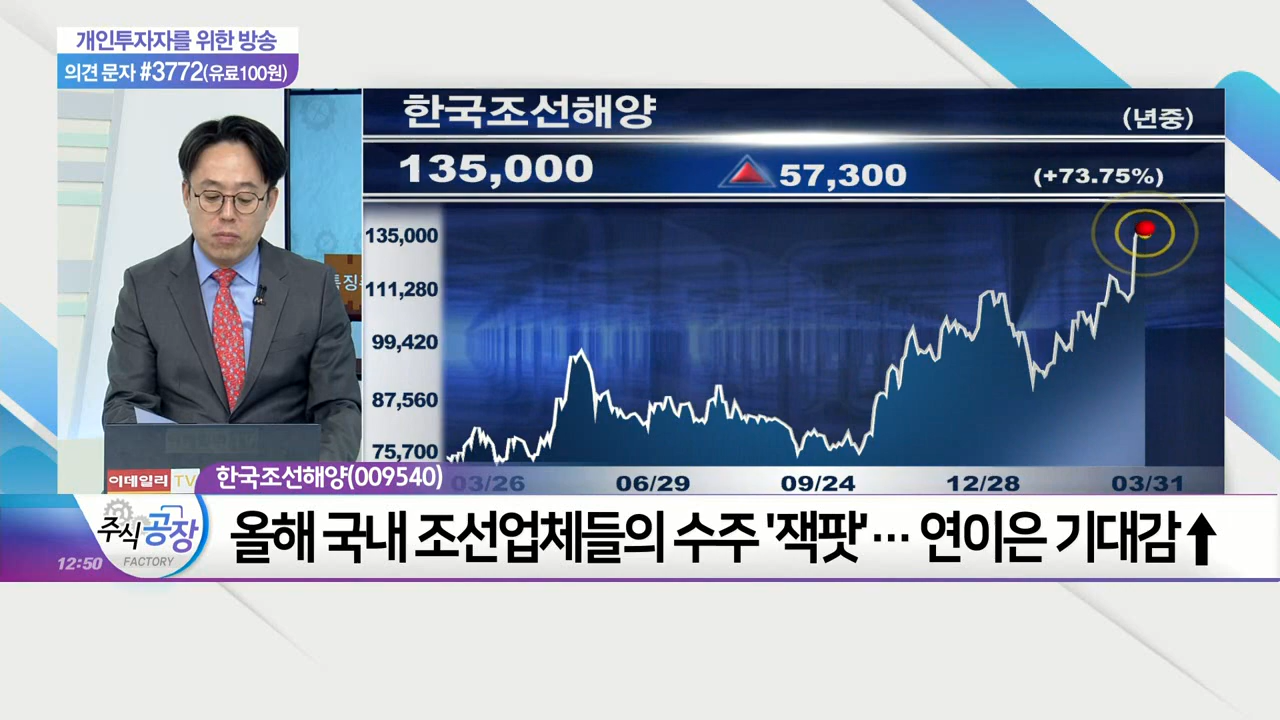 개인투자자를 위한 방송
의견 문자 #3772(유료100원)
한국조선해양
(년중)
135,000
57,300
(+73.75%)
135,000
111,280
99,420
87,560
75,700
03/26
06/29
09/24
12/28
03/31
특징
이데일리 TV
한국조선해양(009540)
주식공장
FACTORY
12:50
올해 국내 조선업체들의 수주 '잭팟'… 연이은 기대감↑